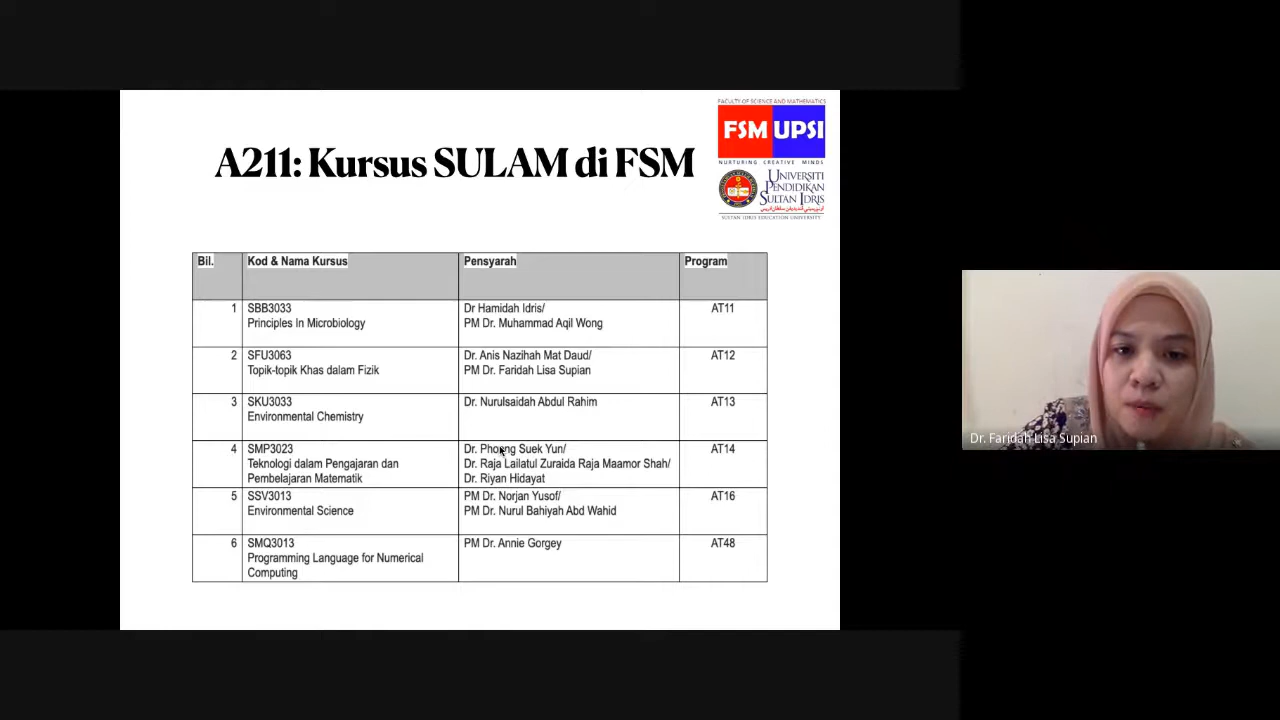 FACULTY OF SCIENCE AND MATHEMATICS
FSM UPSI
NURTURING CREATIVE MINDS
A211: Kursus SULAM di FSM
UNIVERSITI
PENDIDIKAN
SULTAN IDRIS
SULTAN IDRIS EDUCATION UNIVERSITY
Bil. Kod & Nama Kursus Pensyarah Program
1 SBB3033 Dr Hamidah Idris/ AT11
Principles In Microbiology PM Dr. Muhammad Aqil Wong
2 SFU3063 Dr. Anis Nazihah Mat Daud/ AT12
Topik-topik Khas dalam Fizik PM Dr. Faridah Lisa Supian
3 SKU3033 Dr. Nurulsaidah Abdul Rahim AT13
Environmental Chemistry
4 SMP3023 Dr. Phoong Suek Yun/ AT14
Teknologi dalam Pengajaran dan Dr. Raja Lailatul Zuraida Raja Maamor Shah/
Pembelajaran Matematik Dr. Riyan Hidayat
5 SSV3013 PM Dr. Norjan Yusof/ AT16
Environmental Science PM Dr. Nurul Bahiyah Abd Wahid
6 SMQ3013 PM Dr. Annie Gorgey AT48
Programming Language for Numerical
Computing
Dr. Faridah Lisa Supian